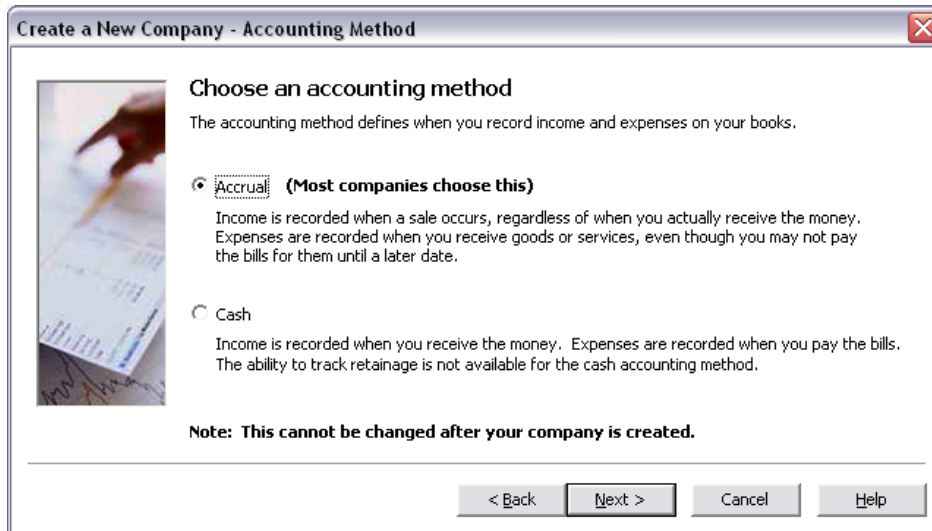 Create a New Company - Accounting Method
Choose an accounting method
The accounting method defines when you record income and expenses on your books.
Accrual (Most companies choose this)
Income is recorded when a sale occurs, regardless of when you actually receive the money.
Expenses are recorded when you receive goods or services, even though you may not pay
the bills for them until a later date.
Cash
Income is recorded when you receive the money. Expenses are recorded when you pay the bills.
The ability to track retainage is not available for the cash accounting method.
Note: This cannot be changed after your company is created.
< Back Next > Cancel Help